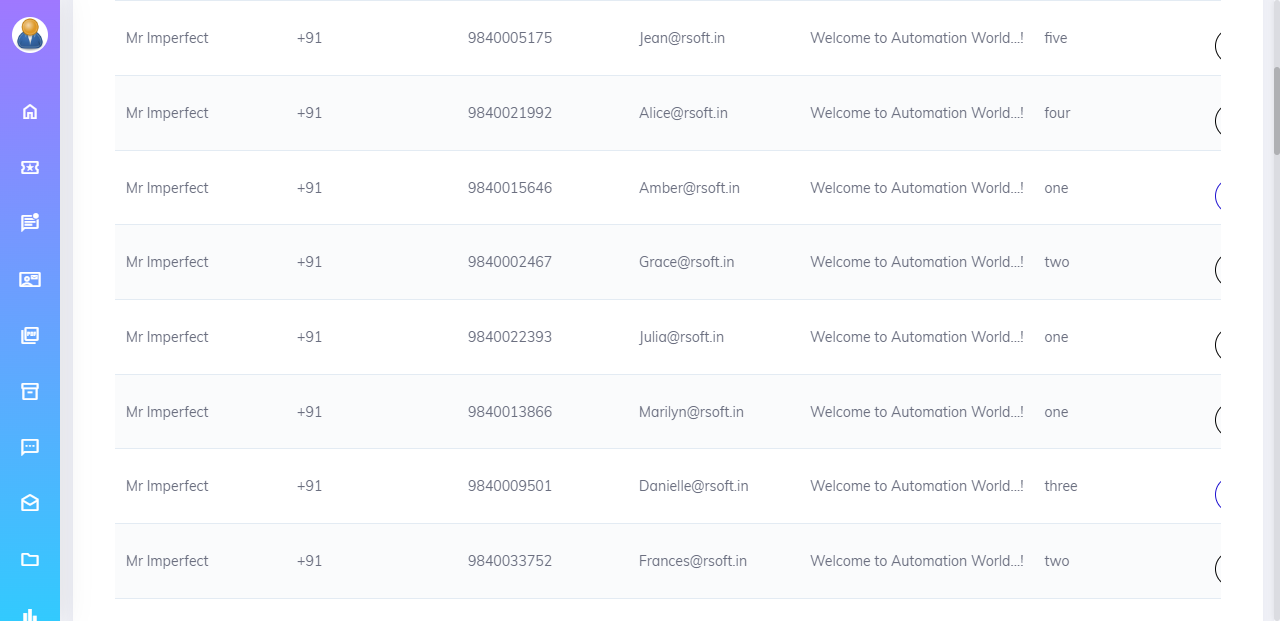 Mr Imperfect +91 9840005175 Jean@rsoft.in Welcome to Automation World...! five
Mr Imperfect +91 9840021992 Alice@rsoft.in Welcome to Automation World...! four
Mr Imperfect +91 9840015646 Amber@rsoft.in Welcome to Automation World...! one
Mr Imperfect +91 9840002467 Grace@rsoft.in Welcome to Automation World...! two
Mr Imperfect +91 9840022393 Julia@rsoft.in Welcome to Automation World...! one
Mr Imperfect +91 9840013866 Marilyn@rsoft.in Welcome to Automation World...! one
Mr Imperfect +91 9840009501 Danielle@rsoft.in Welcome to Automation World...! three
Mr Imperfect +91 9840033752 Frances@rsoft.in Welcome to Automation World...! two